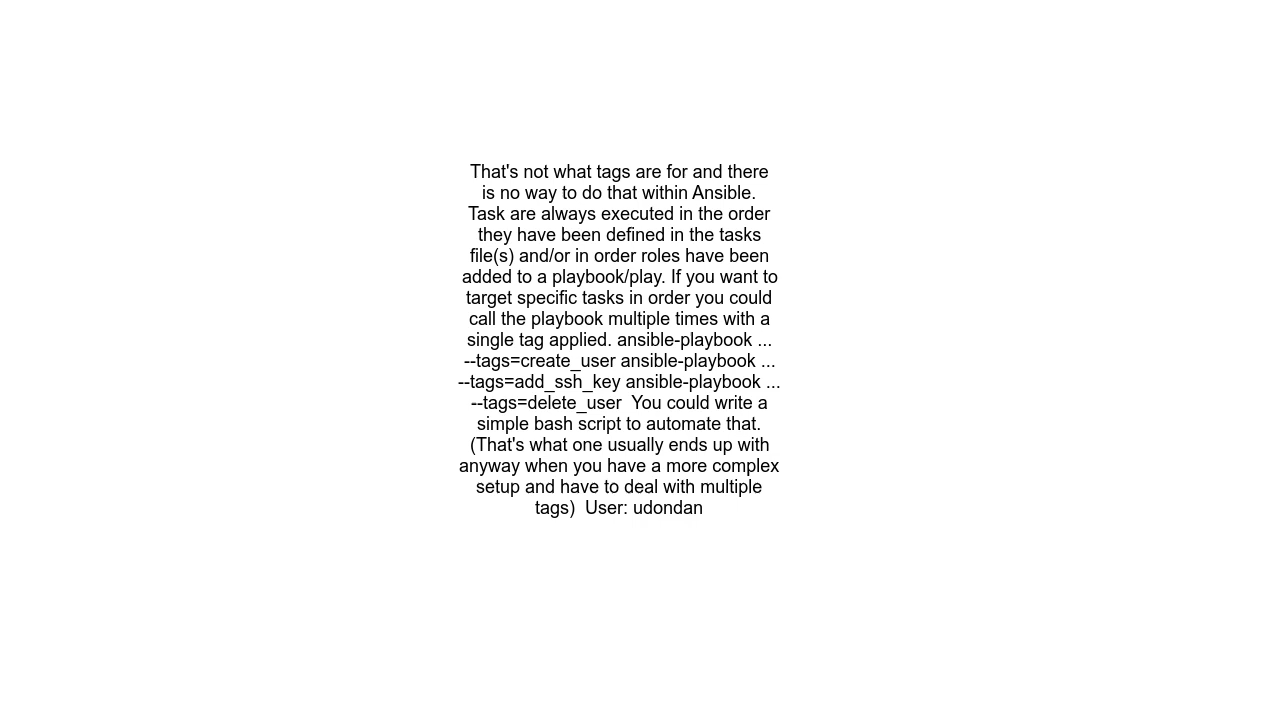 That's not what tags are for and there
is no way to do that within Ansible.
Task are always executed in the order
they have been defined in the tasks
file(s) and/or in order roles have been
added to a playbook/play. If you want to
target specific tasks in order you could
call the playbook multiple times with a
single tag applied. ansible-playbook ...
--tags=create_user ansible-playbook ...
--tags=add_ssh_key ansible-playbook ...
--tags=delete_user  You could write a
simple bash script to automate that.
(That's what one usually ends up with
anyway when you have a more complex
setup and have to deal with multiple
tags)  User: udondan